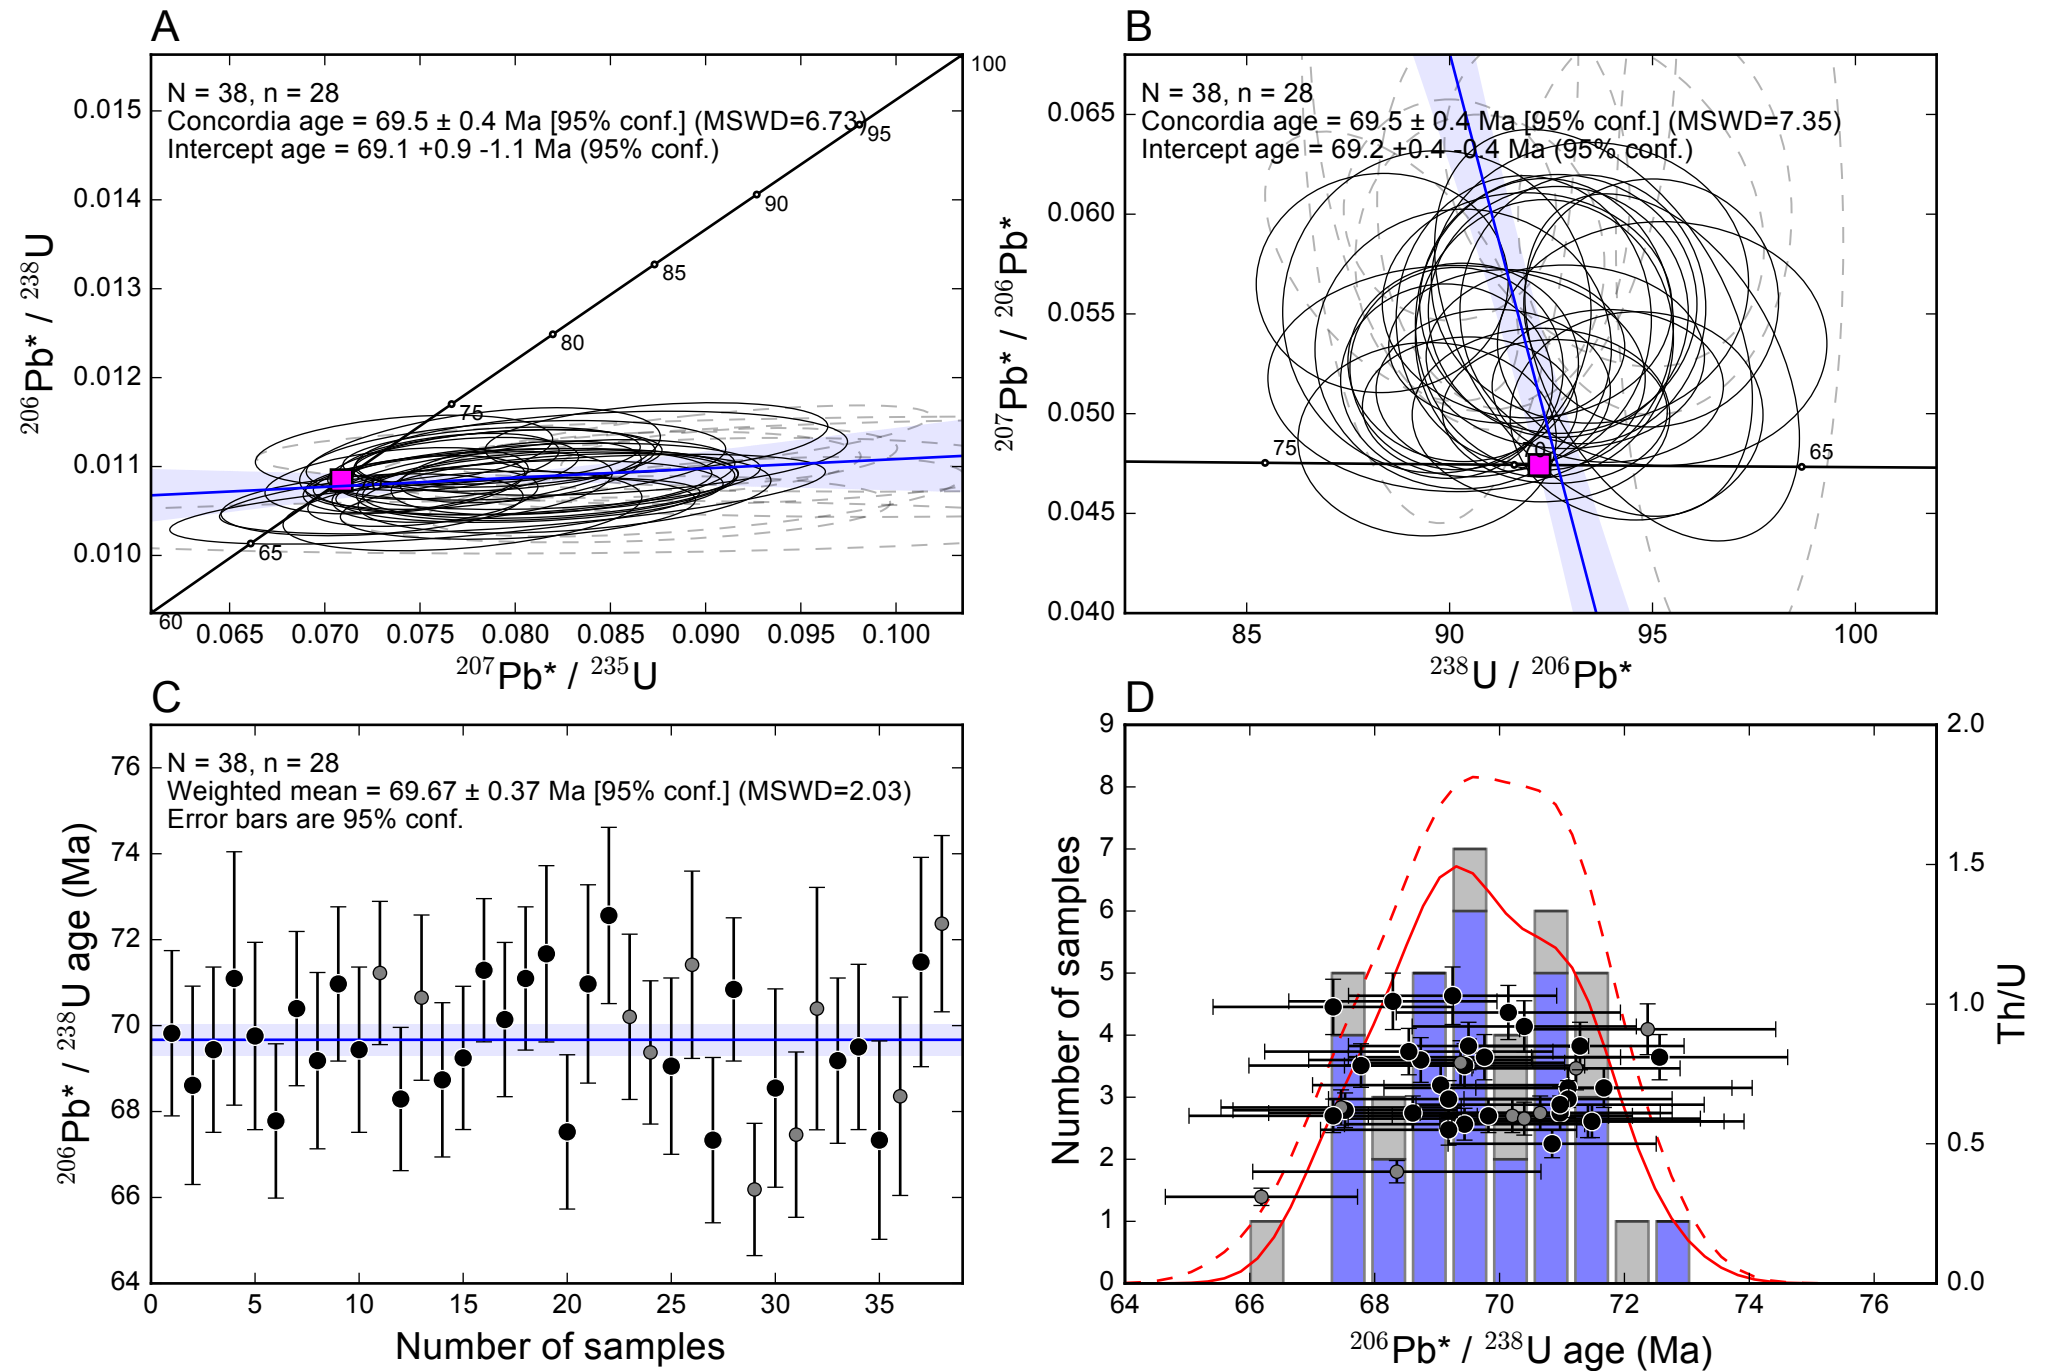 A
N = 38, n = 28
Concordia age = 69.5 ± 0.4 Ma [95% conf.] (MSWD=6.73)
Intercept age = 69.1 +0.9 -1.1 Ma (95% conf.)
100
95
90
85
80
75
65
60
0.015
0.014
0.013
0.012
0.011
0.010
²⁰⁶Pb* / ²³⁸U
0.065 0.070 0.075 0.080 0.085 0.090 0.095 0.100
²⁰⁷Pb* / ²³⁵U
B
N = 38, n = 28
Concordia age = 69.5 ± 0.4 Ma [95% conf.] (MSWD=7.35)
Intercept age = 69.2 +0.4 -0.4 Ma (95% conf.)
75
70
65
0.065
0.060
0.055
0.050
0.045
0.040
²⁰⁷Pb* / ²⁰⁶Pb*
85 90 95 100
²³⁸U / ²⁰⁶Pb*
C
N = 38, n = 28
Weighted mean = 69.67 ± 0.37 Ma [95% conf.] (MSWD=2.03)
Error bars are 95% conf.
76
74
72
70
68
66
64
²⁰⁶Pb* / ²³⁸U age (Ma)
0 5 10 15 20 25 30 35
Number of samples
D
9
8
7
6
5
4
3
2
1
0
Number of samples
2.0
1.5
1.0
0.5
0.0
Th/U
64 66 68 70 72 74 76
²⁰⁶Pb* / ²³⁸U age (Ma)